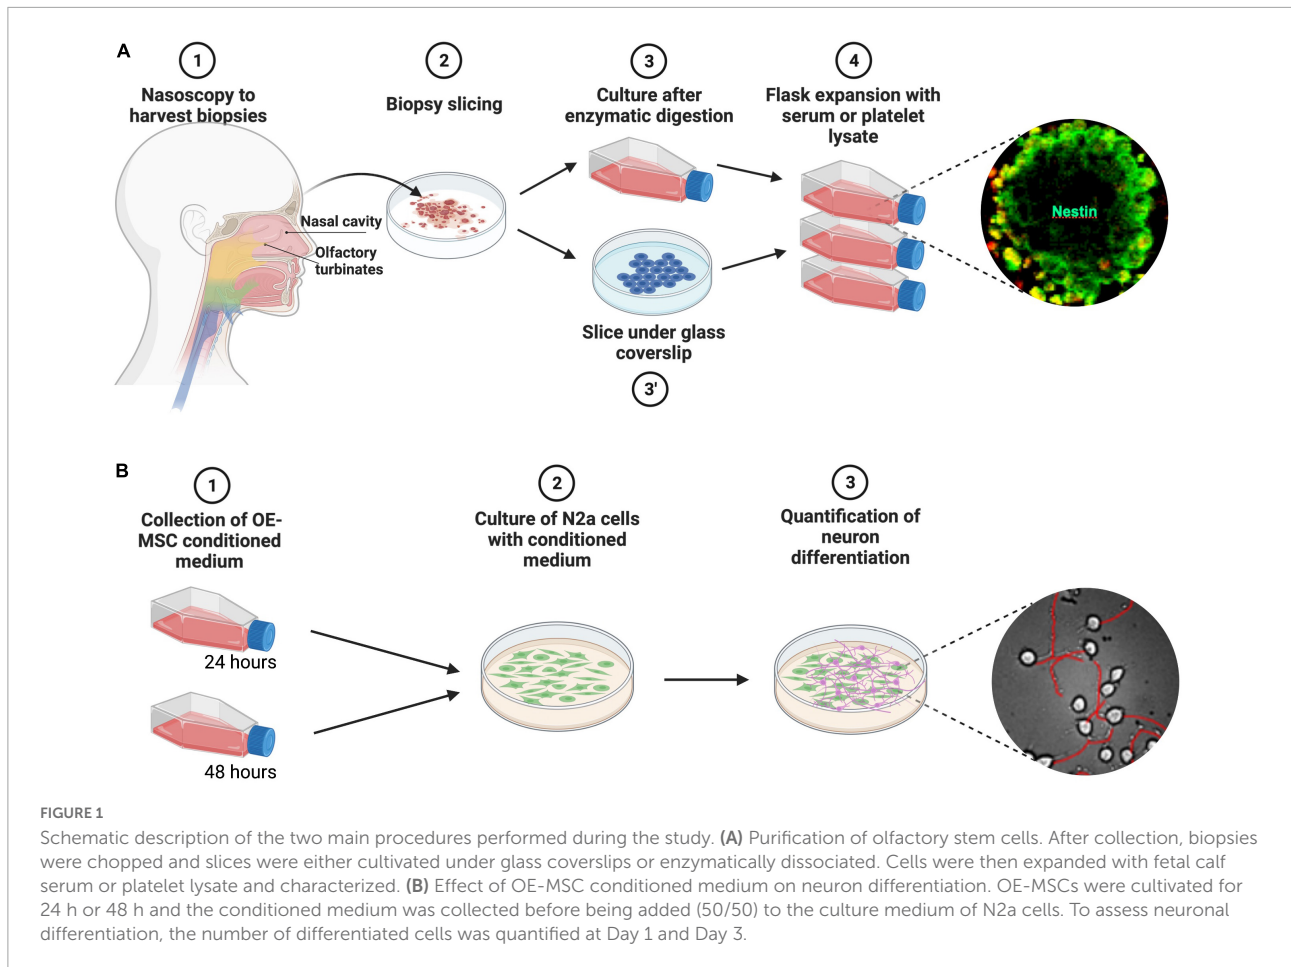 A
1
Nasoscopy to
harvest biopsies
2
Biopsy slicing
3
Culture after
enzymatic digestion
4
Flask expansion with
serum or platelet
lysate
Nasal cavity
Olfactory
turbinates
Nestin
Slice under glass
coverslip
3'
B
1
Collection of OE-
MSC conditioned
medium
2
Culture of N2a cells
with conditioned
medium
3
Quantification of
neuron
differentiation
24 hours
48 hours
FIGURE 1
Schematic description of the two main procedures performed during the study. (A) Purification of olfactory stem cells. After collection, biopsies
were chopped and slices were either cultivated under glass coverslips or enzymatically dissociated. Cells were then expanded with fetal calf
serum or platelet lysate and characterized. (B) Effect of OE-MSC conditioned medium on neuron differentiation. OE-MSCs were cultivated for
24 h or 48 h and the conditioned medium was collected before being added (50/50) to the culture medium of N2a cells. To assess neuronal
differentiation, the number of differentiated cells was quantified at Day 1 and Day 3.